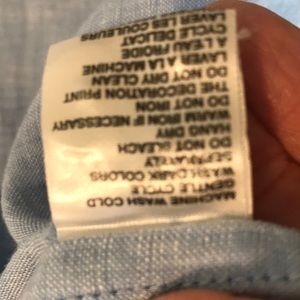 MACHINE WASH COLD
GENTLE CYCLE
WASH DARK COLORS
SEPARATELY
DO NOT BLEACH
HANG DRY
WARM IRON IF NECESSARY
DO NOT IRON
THE DECORATION PRINT
DO NOT DRY CLEAN
LAVER A LA MACHINE
A L'EAU FROIDE
CYCLE DELICAT
LAVER LES COULEURS